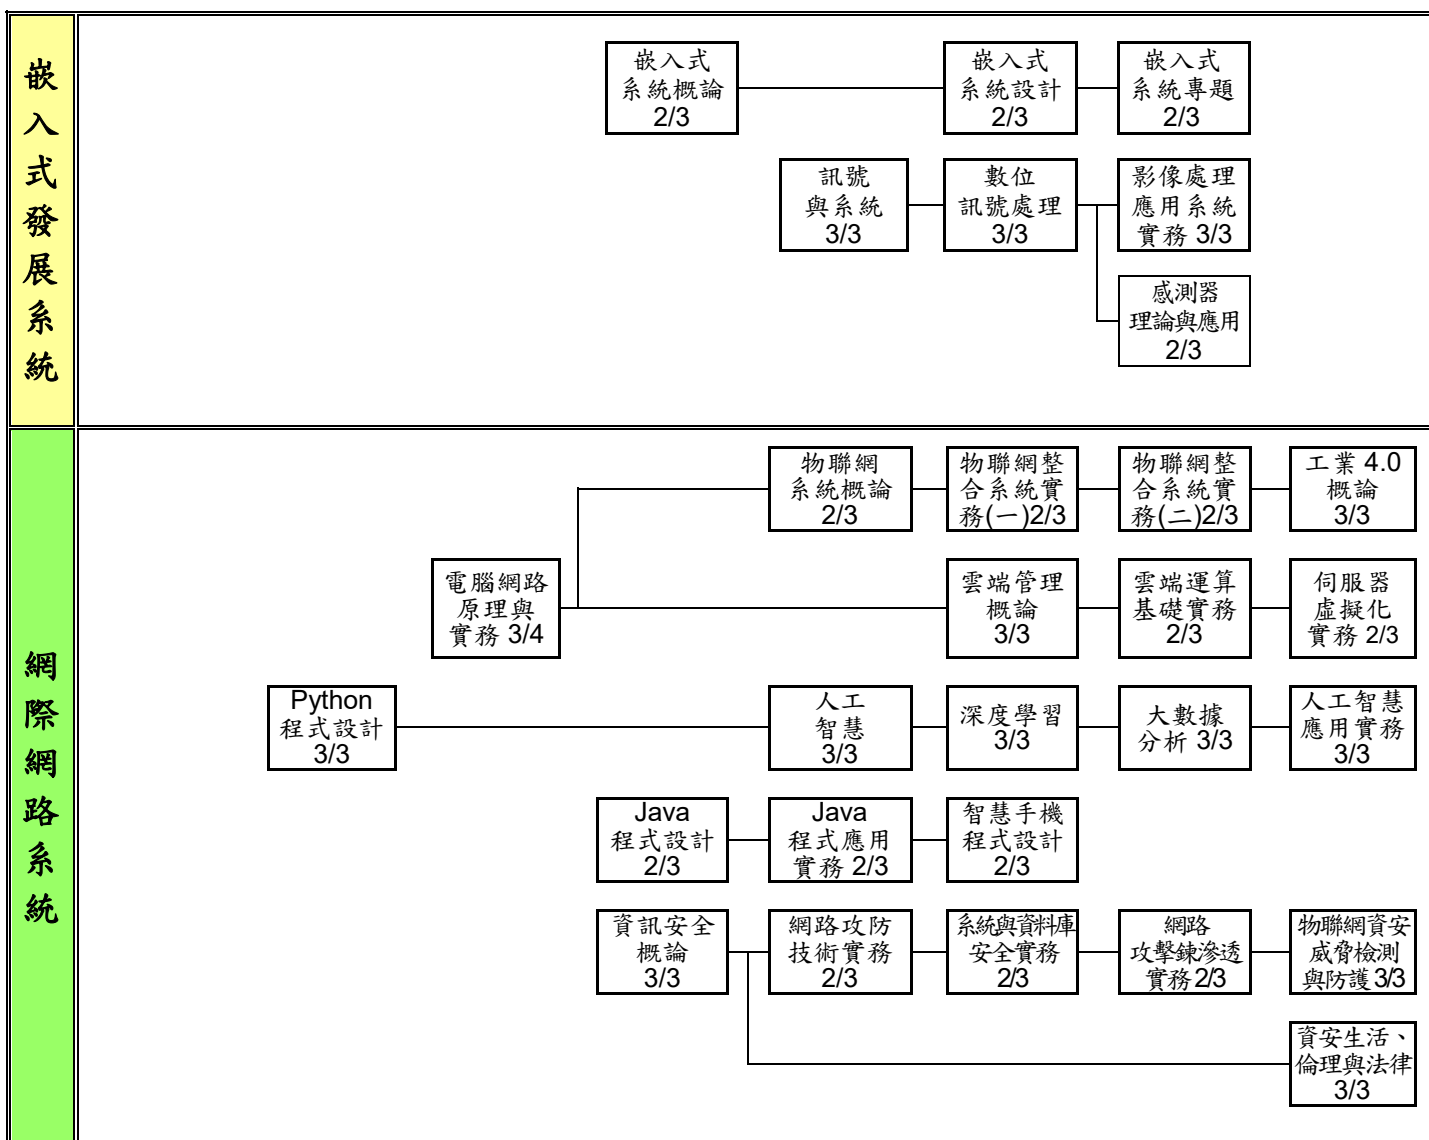 嵌入式發展系統
嵌入式
系統概論
2/3
嵌入式
系統設計
2/3
嵌入式
系統專題
2/3
訊號
與系統
3/3
數位
訊號處理
3/3
影像處理
應用系統
實務 3/3
感測器
理論與應用
2/3
網際網路系統
物聯網
系統概論
2/3
物聯網整
合系統實
務(一)2/3
物聯網整
合系統實
務(二)2/3
工業 4.0
概論
3/3
電腦網路
原理與
實務 3/4
雲端管理
概論
3/3
雲端運算
基礎實務
2/3
伺服器
虛擬化
實務 2/3
Python
程式設計
3/3
人工
智慧
3/3
深度學習
3/3
大數據
分析 3/3
人工智慧
應用實務
3/3
Java
程式設計
2/3
Java
程式應用
實務 2/3
智慧手機
程式設計
2/3
資訊安全
概論
3/3
網路攻防
技術實務
2/3
系統與資料庫
安全實務
2/3
網路
攻擊鍊滲透
實務 2/3
物聯網資安
威脅檢測
與防護 3/3
資安生活、
倫理與法律
3/3